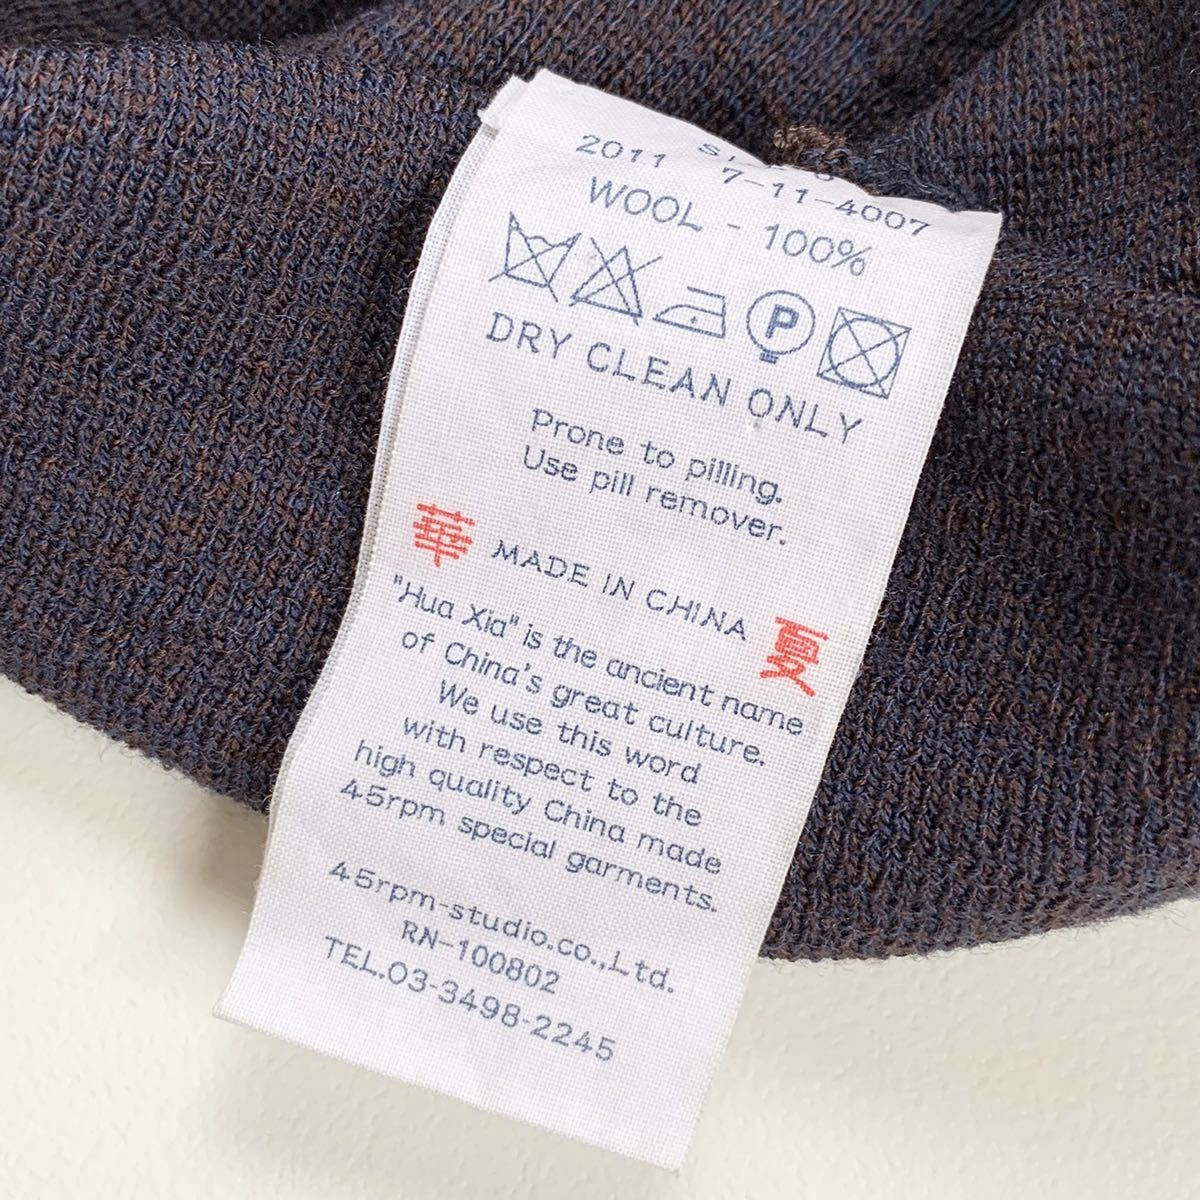 2011 7-11-4007
WOOL - 100%
P
DRY CLEAN ONLY
Prone to pilling.
Use pill remover.
華 MADE IN CHINA 夏
"Hua Xia" is the ancient name
of China's great culture.
We use this word
with respect to the
high quality China made
45rpm special garments.
45rpm-studio.co.,Ltd.
RN-100802
TEL.03-3498-2245